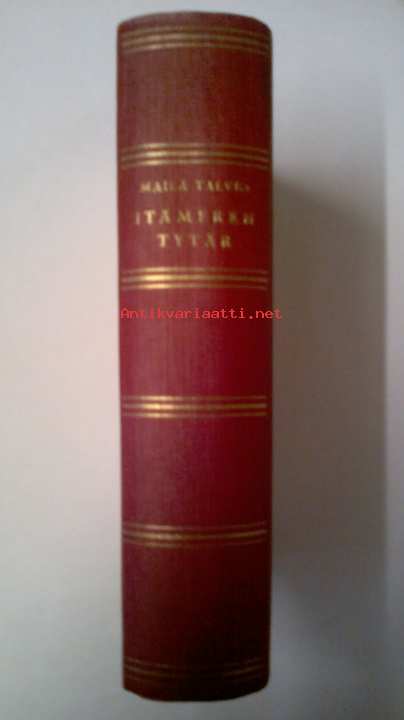 MAILA TALVIO
ITÄMEREN
TYTÄR
Antikvariaatti.net